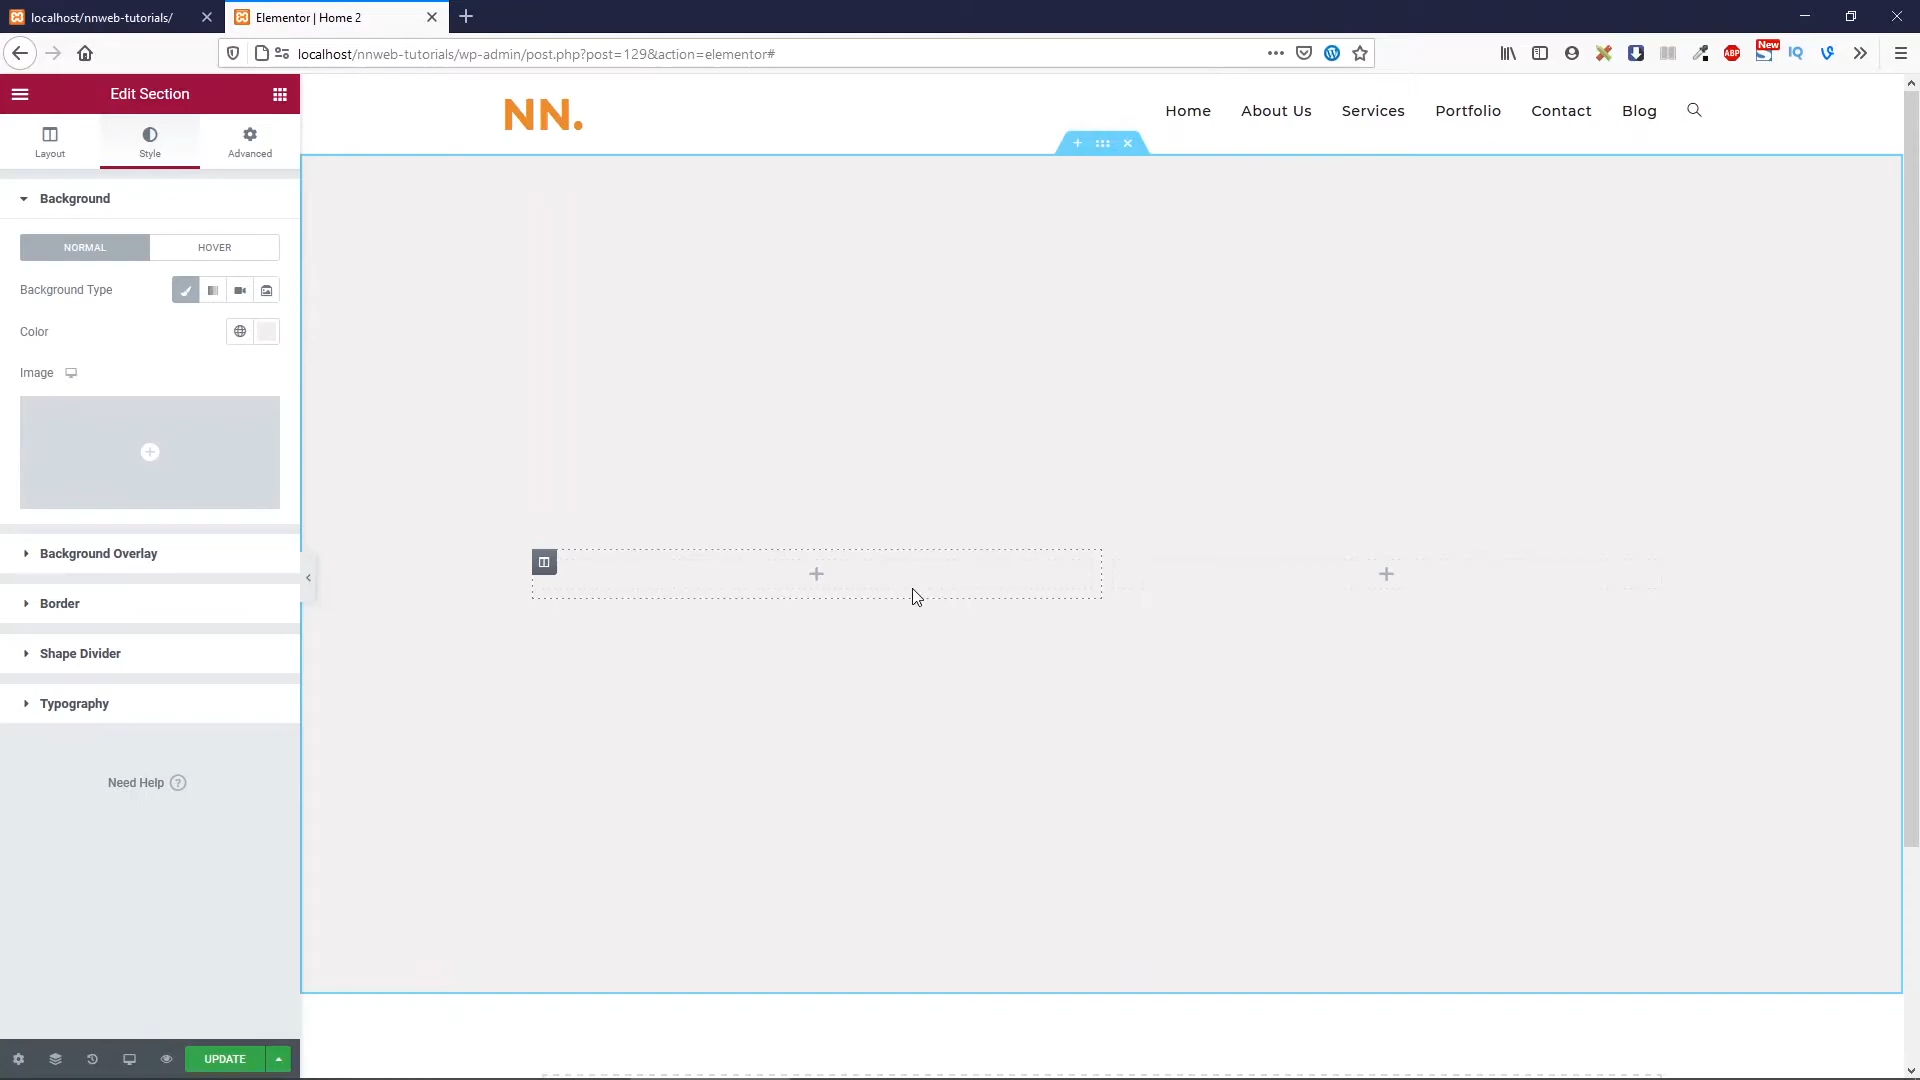 localhost/nnweb-tutorials/
Elementor | Home 2
localhost/nnweb-tutorials/wp-admin/post.php?post=129&action=elementor#
New
ABP
IQ
Edit Section
NN.
Home About Us Services Portfolio Contact Blog
Layout Style Advanced
Background
NORMAL HOVER
Background Type
Color
Image
Background Overlay
Border
Shape Divider
Typography
Need Help ?
UPDATE